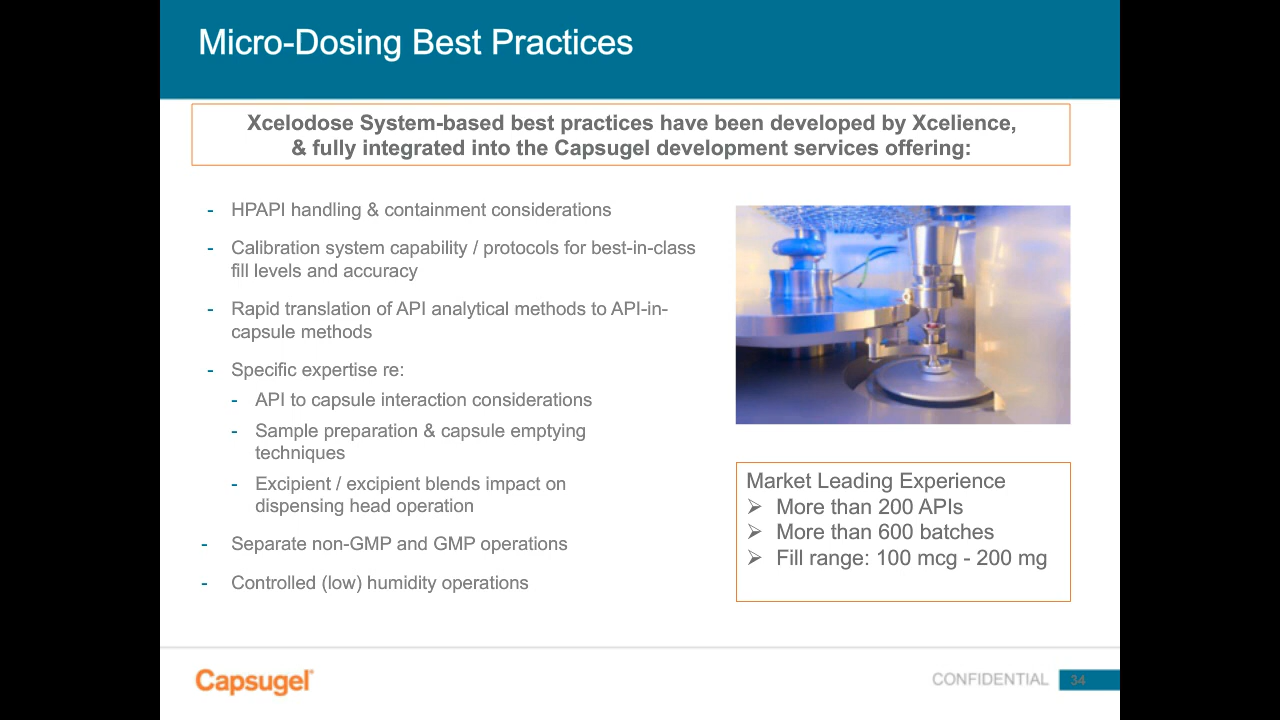 Micro-Dosing Best Practices
Xcelodose System-based best practices have been developed by Xcelience,
& fully integrated into the Capsugel development services offering:
- HPAPI handling & containment considerations
- Calibration system capability / protocols for best-in-class
fill levels and accuracy
- Rapid translation of API analytical methods to API-in-
capsule methods
- Specific expertise re:
- API to capsule interaction considerations
- Sample preparation & capsule emptying
techniques
- Excipient / excipient blends impact on
dispensing head operation
- Separate non-GMP and GMP operations
- Controlled (low) humidity operations
Market Leading Experience
➢ More than 200 APIs
➢ More than 600 batches
➢ Fill range: 100 mcg - 200 mg
Capsugel®
CONFIDENTIAL 34